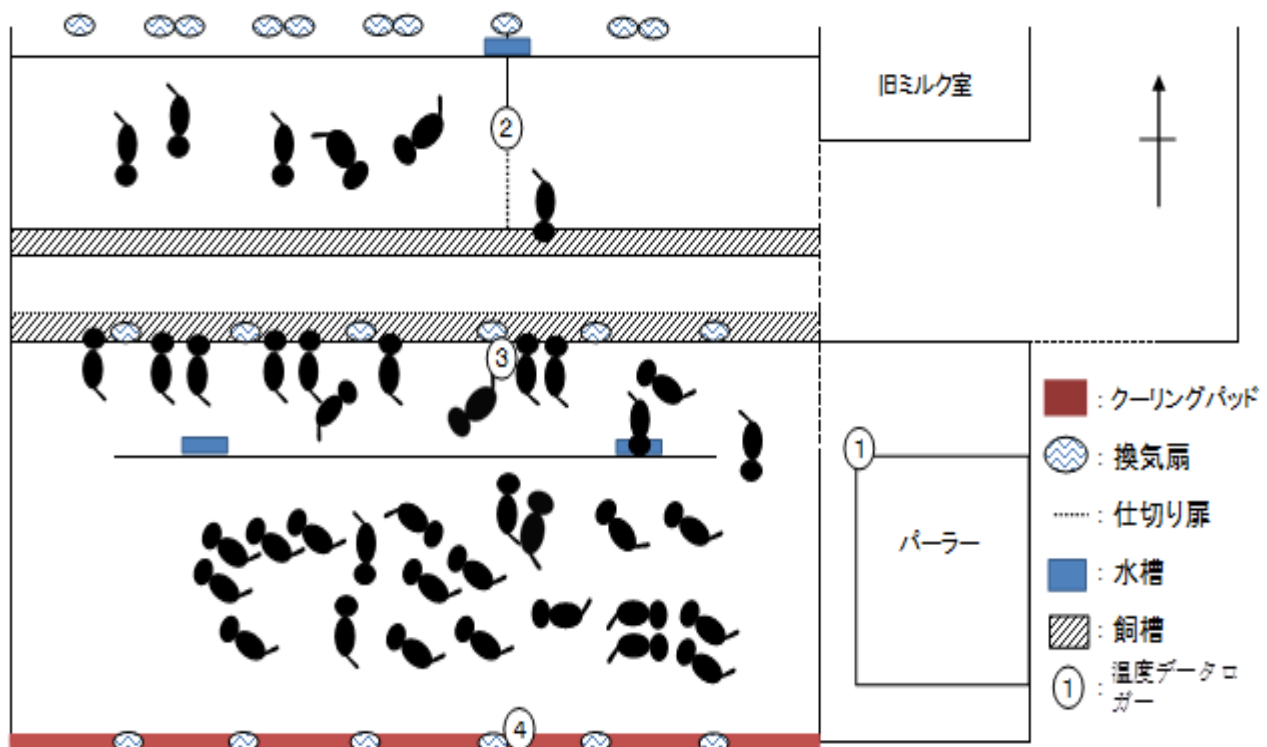 旧ミルク室
②
③
①
④
パーラー
：クーリングパッド
：換気扇
：仕切り扉
：水槽
：飼槽
①：温度データロ
ガー